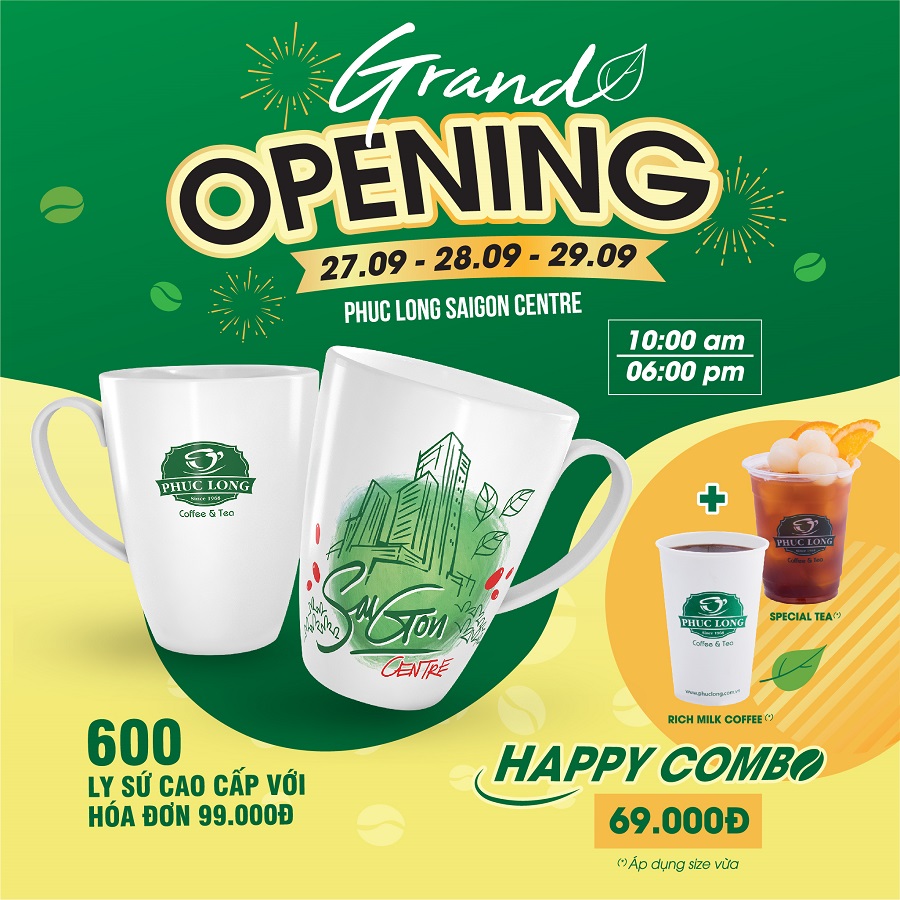 Grand
OPENING
27.09 - 28.09 - 29.09
PHUC LONG SAIGON CENTRE
10:00 am
06:00 pm
PHUC LONG
Since 1968
Coffee & Tea
SaiGon
CENTRE
+
PHUC LONG
Since 1968
Coffee & Tea
SPECIAL TEA(*)
PHUC LONG
Since 1968
Coffee & Tea
www.phuclong.com.vn
RICH MILK COFFEE(*)
600
LY SỨ CAO CẤP VỚI
HÓA ĐƠN 99.000Đ
HAPPY COMBO
69.000Đ
(*) Áp dụng size vừa